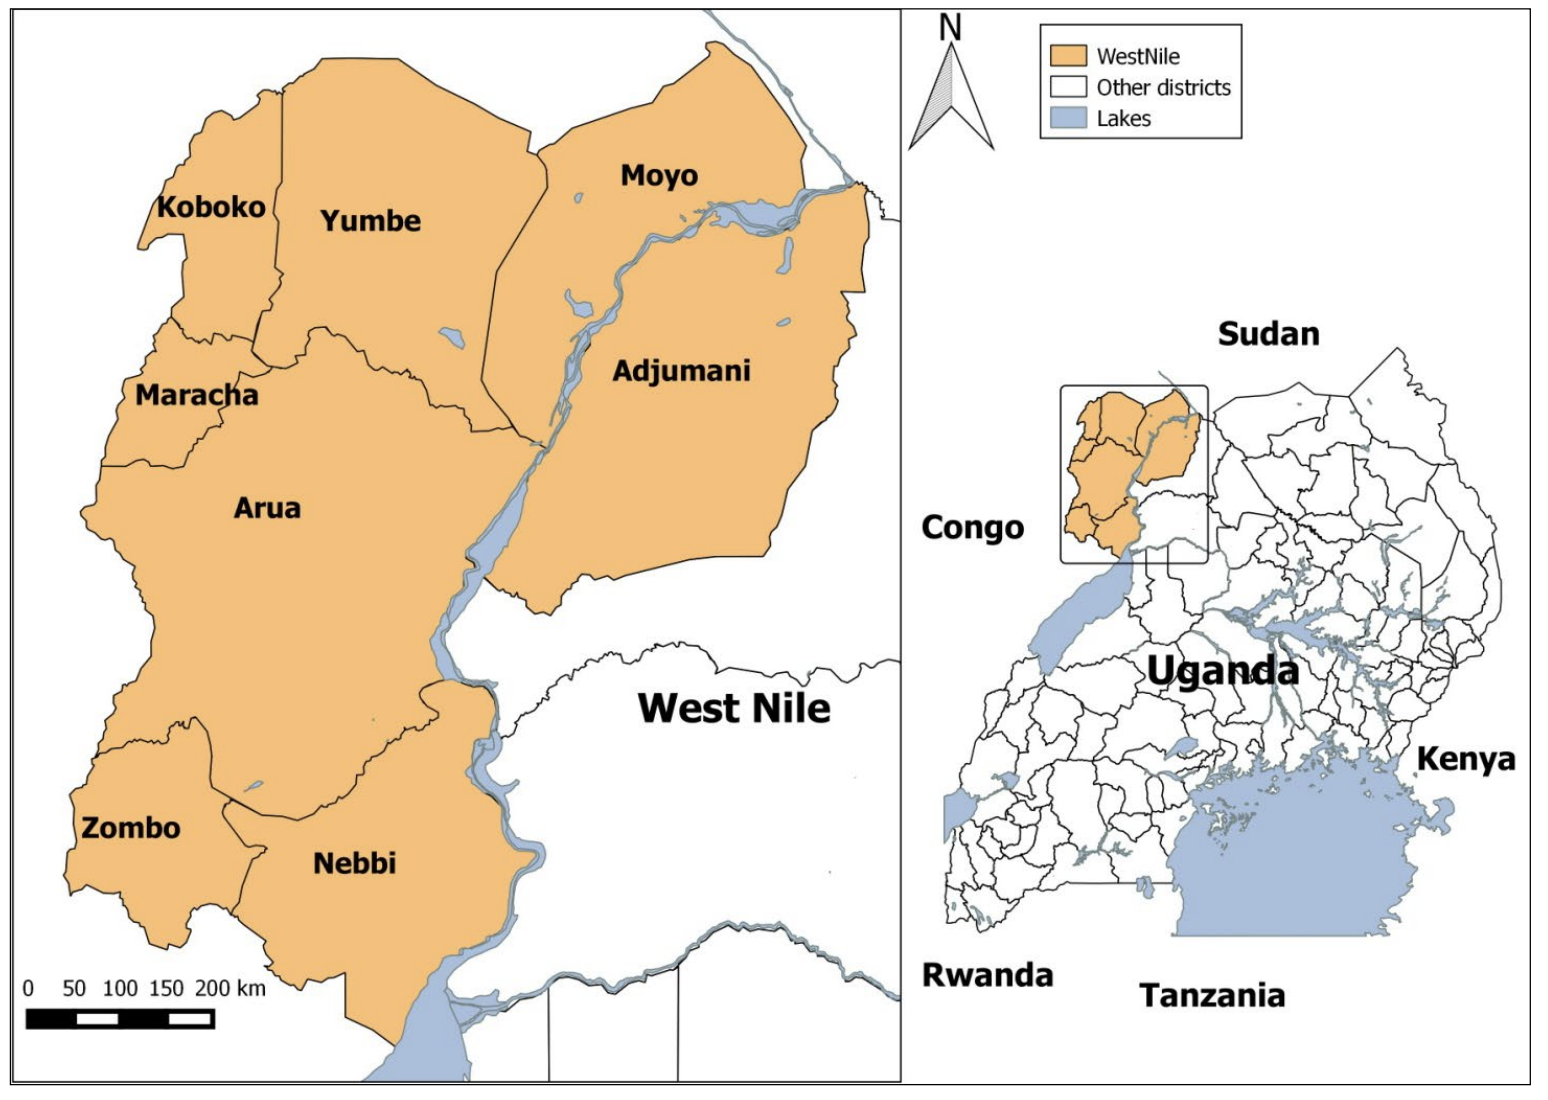 Koboko
Yumbe
Moyo
Maracha
Adjumani
Arua
West Nile
Zombo
Nebbi
0 50 100 150 200 km
N
WestNile
Other districts
Lakes
Sudan
Congo
Uganda
Kenya
Rwanda
Tanzania